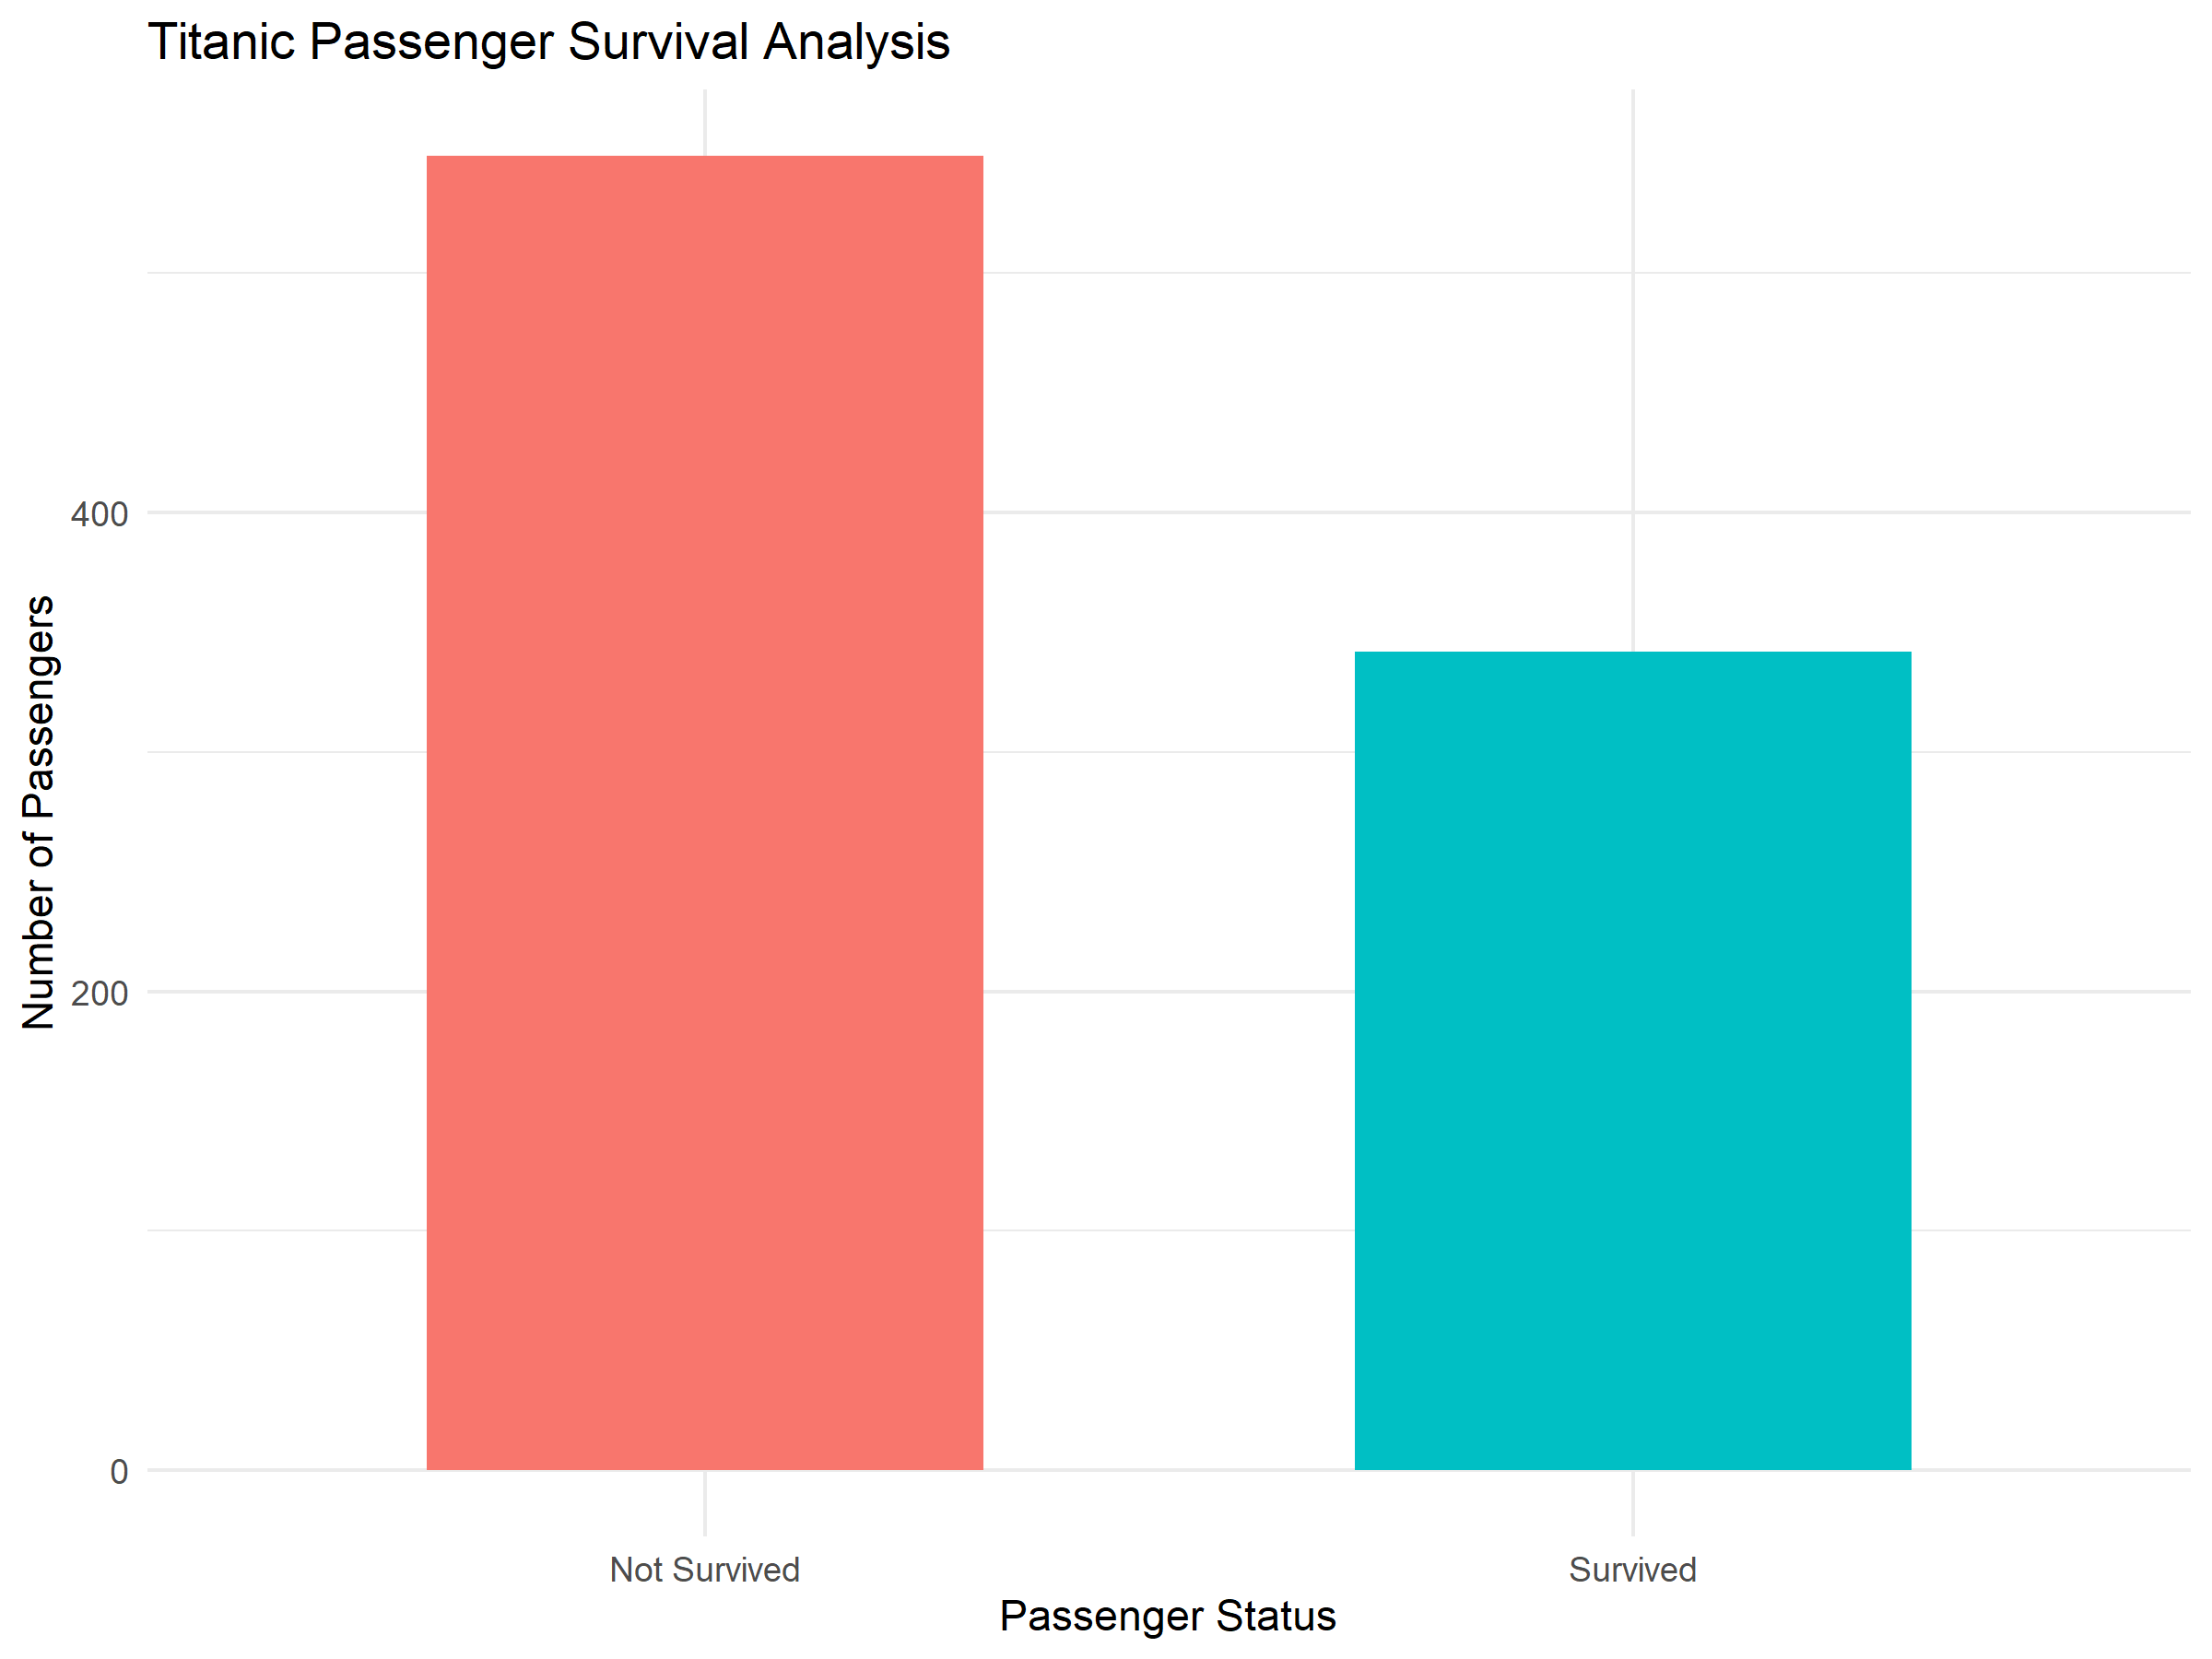 Titanic Passenger Survival Analysis
Number of Passengers
400
200
0
Not Survived
Survived
Passenger Status